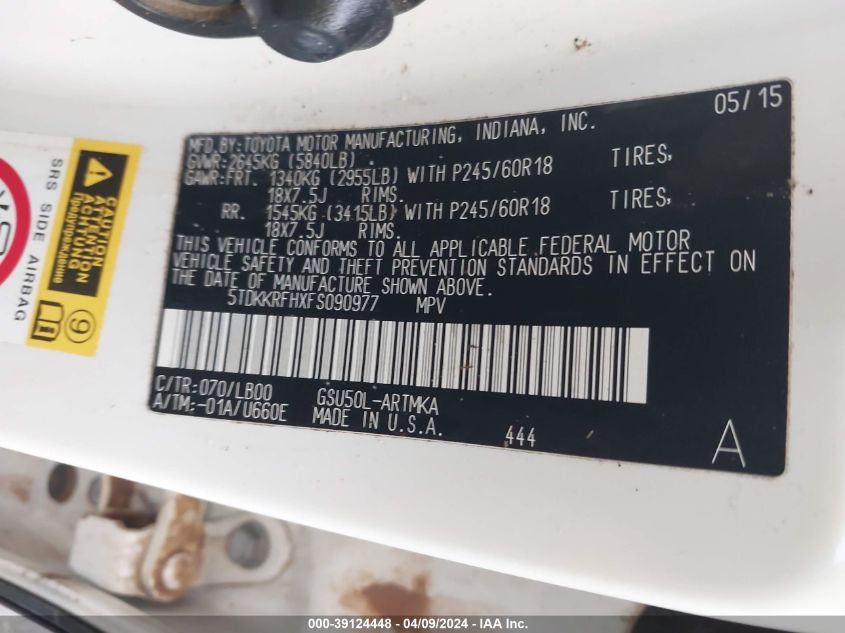 05/15
MFD.BY:TOYOTA MOTOR MANUFACTURING, INDIANA, INC.
GVWR:2645KG (5840LB)
GAWR:FRT. 1340KG (2955LB) WITH P245/60R18 TIRES,
18X7.5J RIMS.
RR. 1545KG (3415LB) WITH P245/60R18 TIRES,
18X7.5J RIMS.
THIS VEHICLE CONFORMS TO ALL APPLICABLE FEDERAL MOTOR
VEHICLE SAFETY AND THEFT PREVENTION STANDARDS IN EFFECT ON
THE DATE OF MANUFACTURE SHOWN ABOVE.
5TDKKRFHXFS090977 MPV
C/TR:070/LB00 GSU50L-ARTMKA
A/TM:-01A/U660E MADE IN U.S.A. 444
A
SRS SIDE AIRBAG
CAUTION
ATTENTION
ACHTUNG
Предупреждение
9
000-39124448 - 04/09/2024 - IAA Inc.